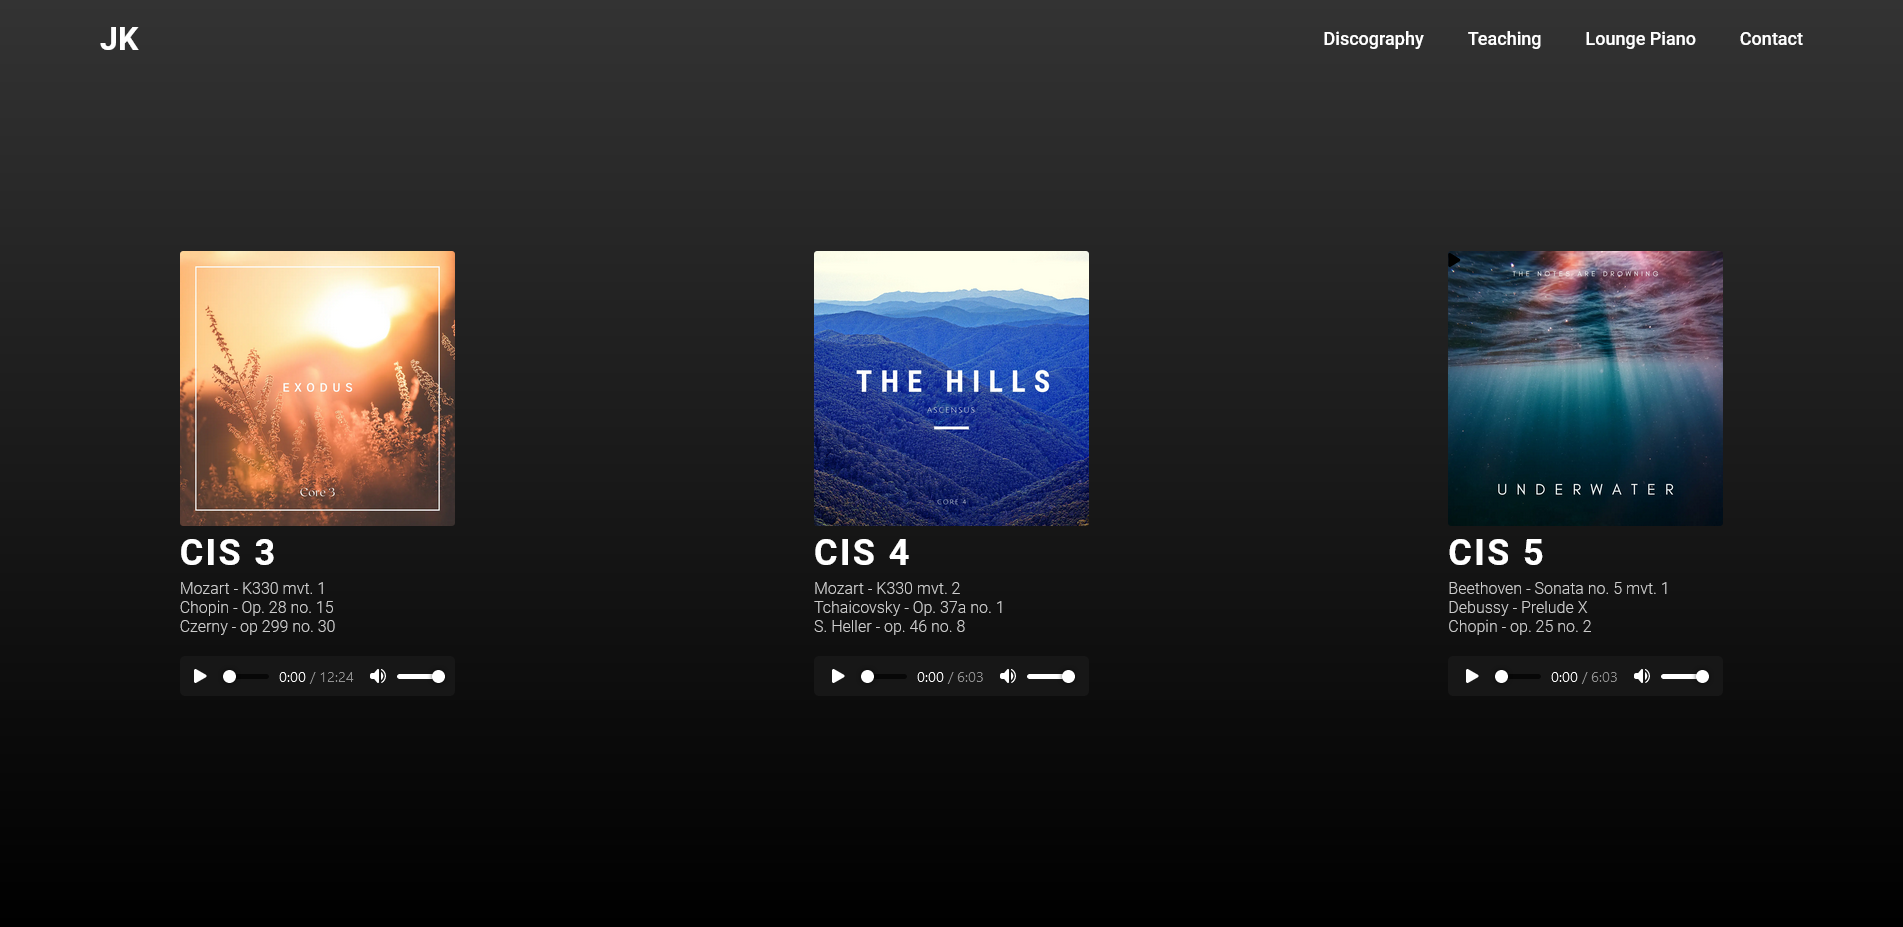 JK
Discography Teaching Lounge Piano Contact
EXODUS
Core 3
CIS 3
Mozart - K330 mvt. 1
Chopin - Op. 28 no. 15
Czerny - op 299 no. 30
0:00 / 12:24
THE HILLS
ASCENSUS
CORE 4
CIS 4
Mozart - K330 mvt. 2
Tchaicovsky - Op. 37a no. 1
S. Heller - op. 46 no. 8
0:00 / 6:03
THE NOTES ARE DROWNING
UNDERWATER
CIS 5
Beethoven - Sonata no. 5 mvt. 1
Debussy - Prelude X
Chopin - op. 25 no. 2
0:00 / 6:03